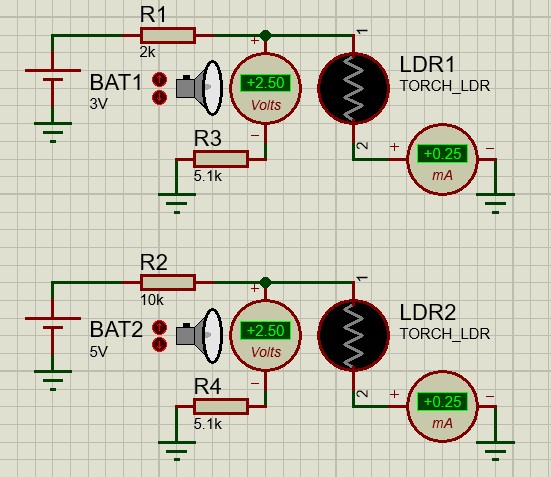 R1
2k
1
+
+2.50
Volts
−
BAT1
3V
LDR1
TORCH_LDR
2
R3
5.1k
+
+0.25
mA
−
R2
10k
1
+
+2.50
Volts
−
BAT2
5V
LDR2
TORCH_LDR
2
R4
5.1k
+
+0.25
mA
−